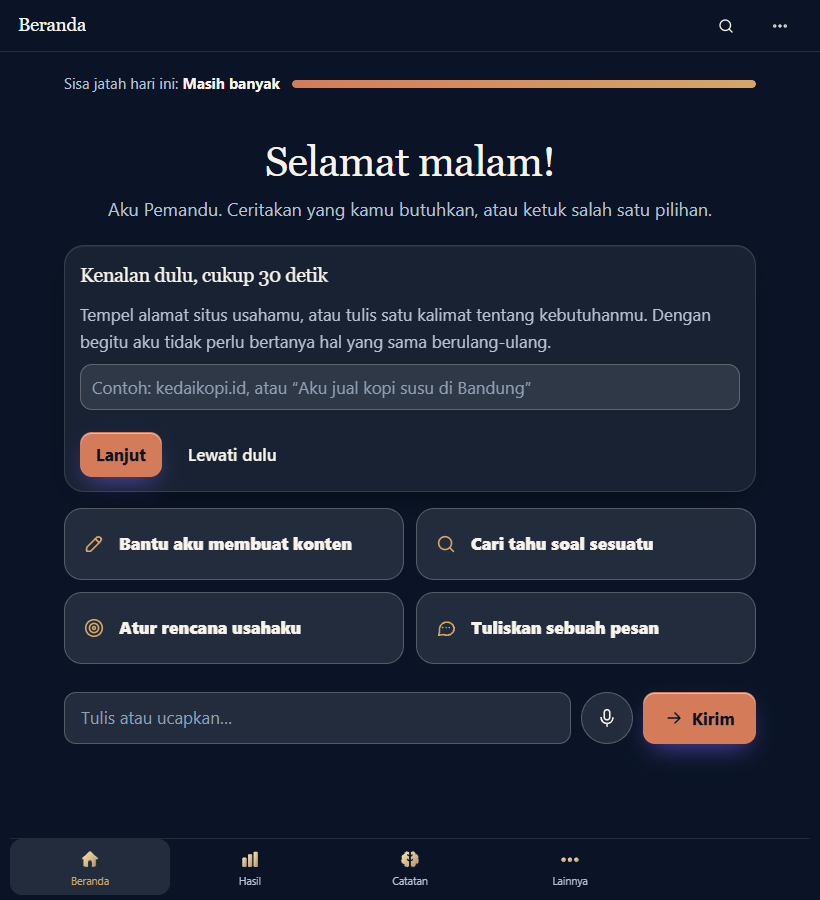 Beranda
Sisa jatah hari ini: Masih banyak
Selamat malam!
Aku Pemandu. Ceritakan yang kamu butuhkan, atau ketuk salah satu pilihan.
Kenalan dulu, cukup 30 detik
Tempel alamat situs usahamu, atau tulis satu kalimat tentang kebutuhanmu. Dengan
begitu aku tidak perlu bertanya hal yang sama berulang-ulang.
Contoh: kedaikopi.id, atau “Aku jual kopi susu di Bandung”
Lanjut
Lewati dulu
Bantu aku membuat konten
Cari tahu soal sesuatu
Atur rencana usahaku
Tuliskan sebuah pesan
Tulis atau ucapkan...
Kirim
Beranda
Hasil
Catatan
Lainnya